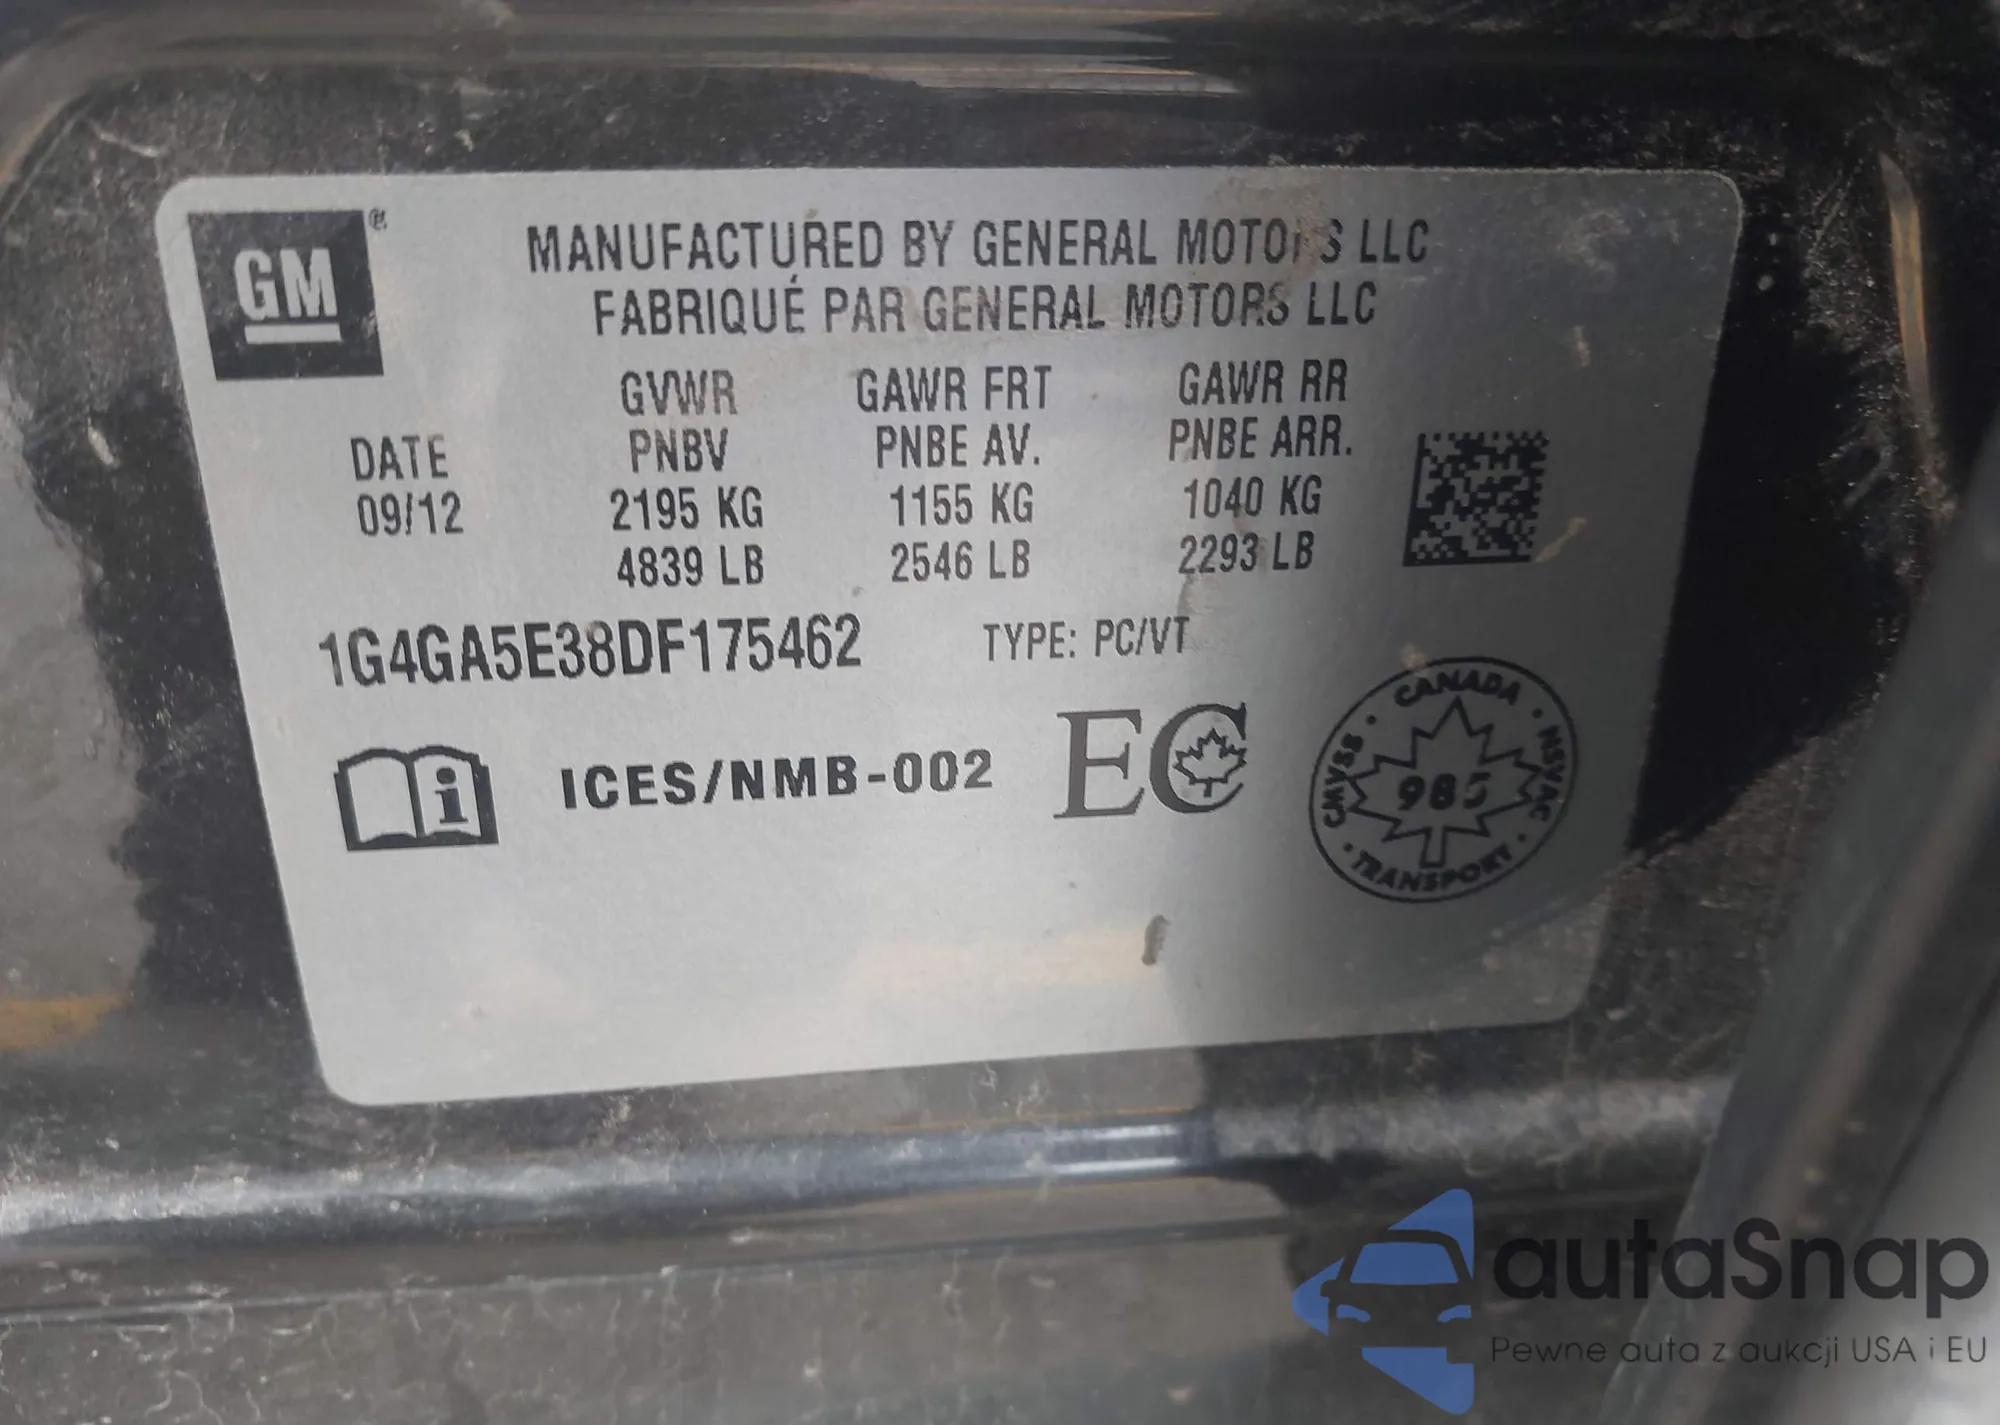 GM ®
MANUFACTURED BY GENERAL MOTORS LLC
FABRIQUÉ PAR GENERAL MOTORS LLC
GVWR GAWR FRT GAWR RR
DATE PNBV PNBE AV. PNBE ARR.
09/12 2195 KG 1155 KG 1040 KG
4839 LB 2546 LB 2293 LB
1G4GA5E38DF175462 TYPE: PC/VT
i ICES/NMB-002 EC
CANADA · NSVAC · TRANSPORT · CMVSS ·
985
autaSnap
Pewne auta z aukcji USA i EU